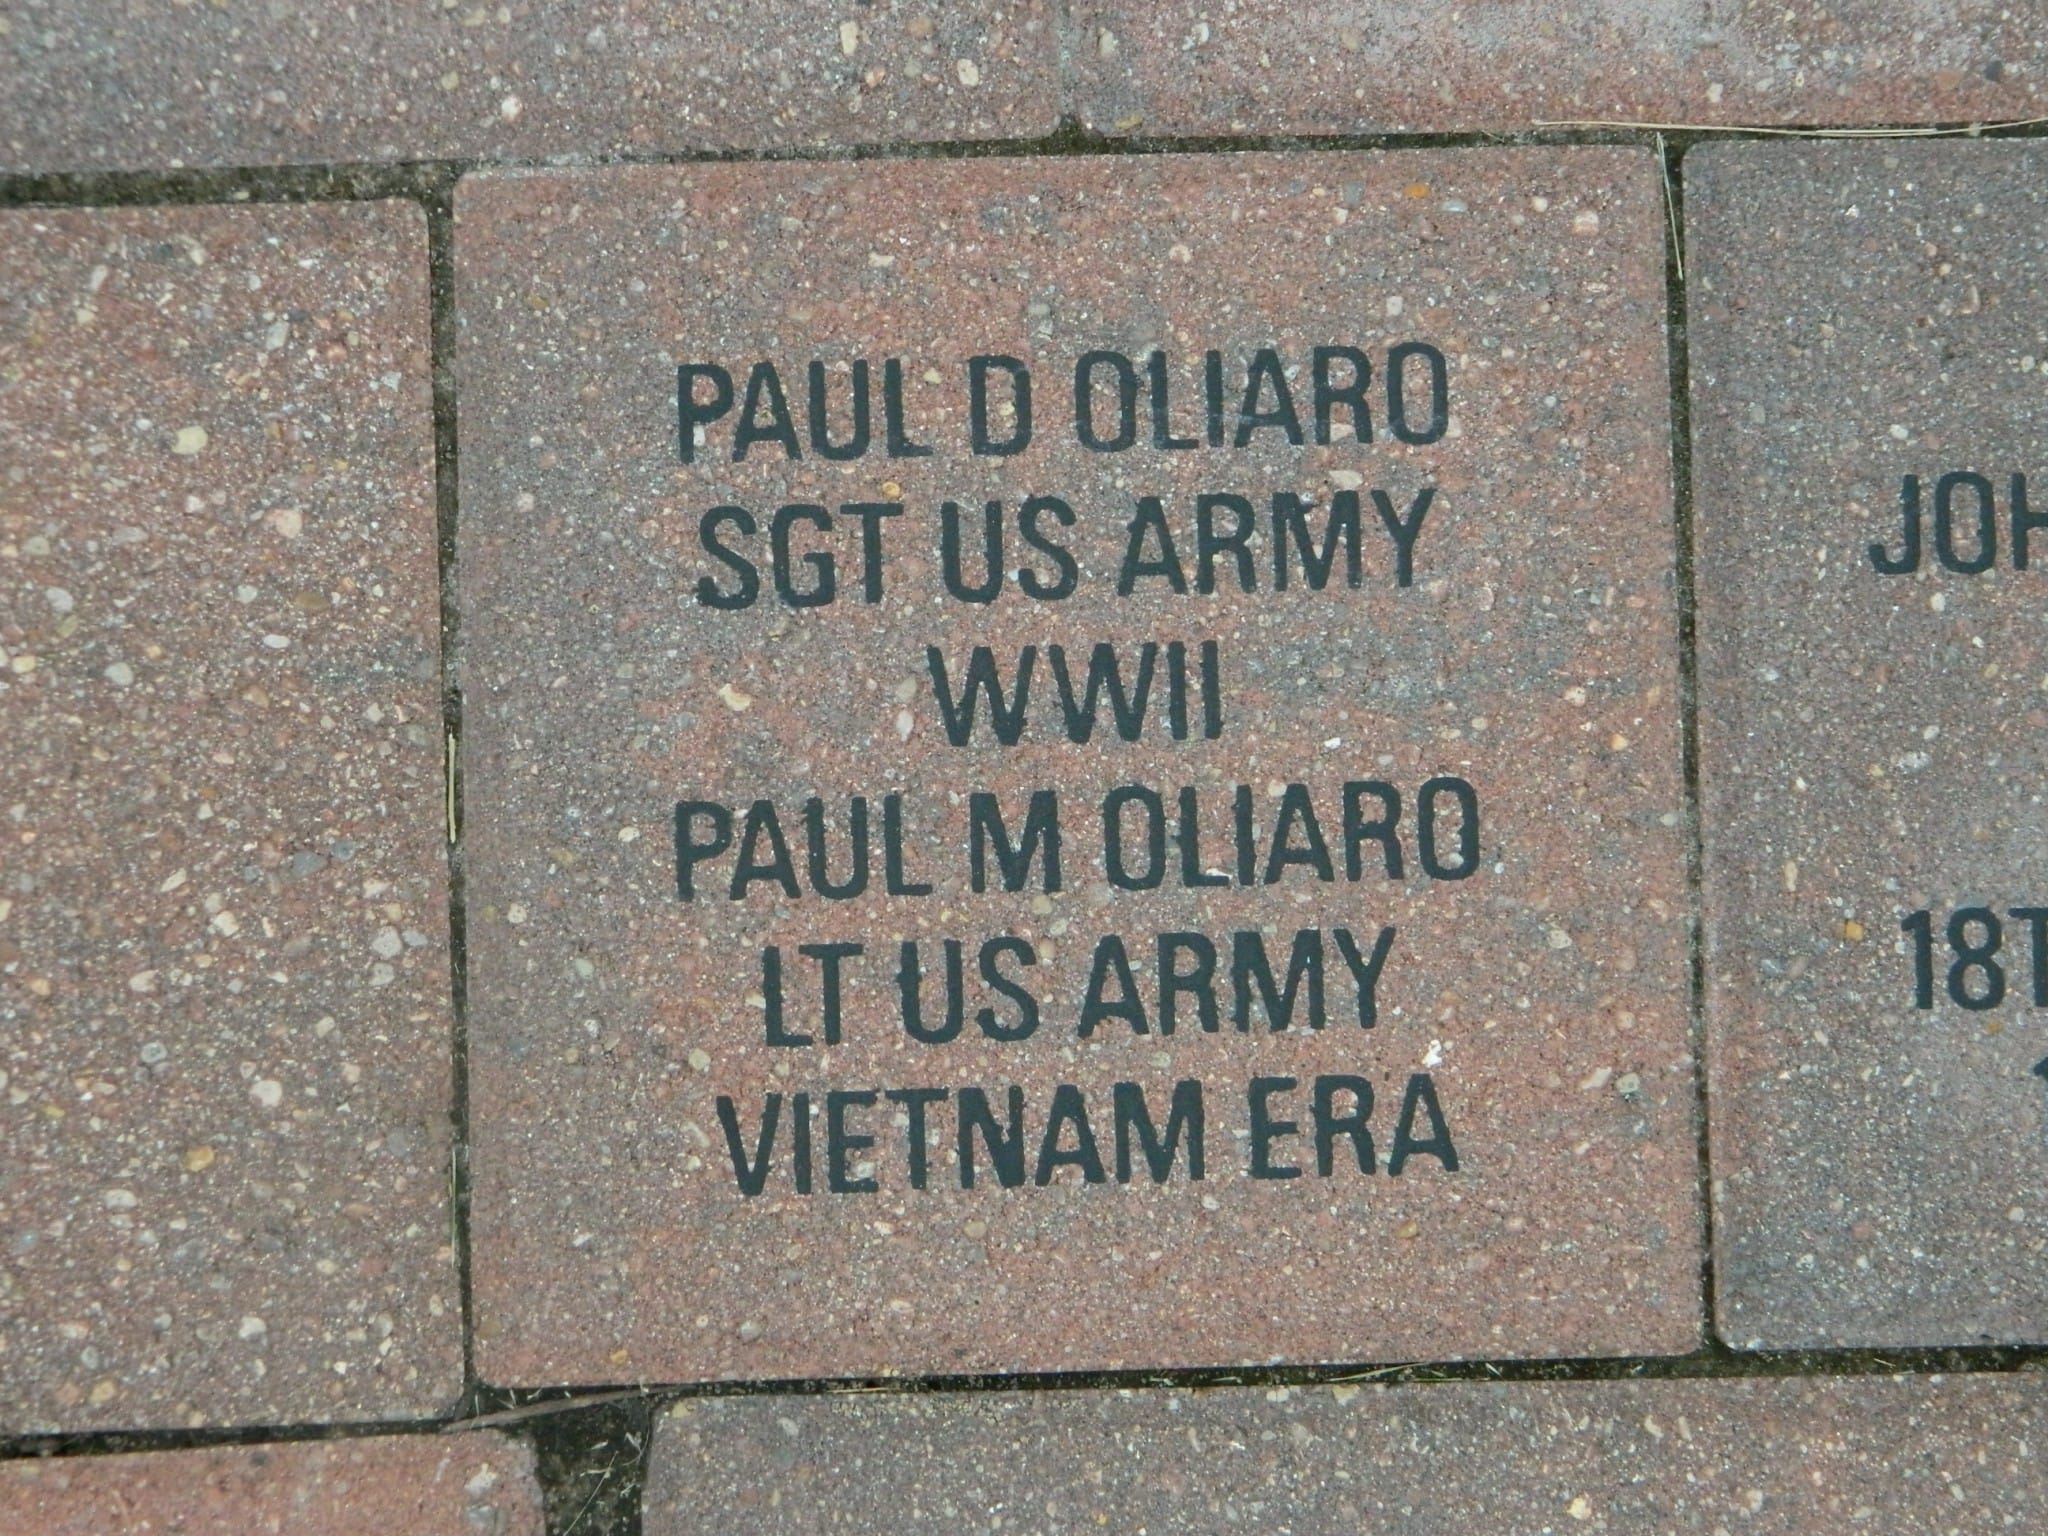 PAUL D OLIARO
SGT US ARMY
WWII
PAUL M OLIARO
LT US ARMY
VIETNAM ERA